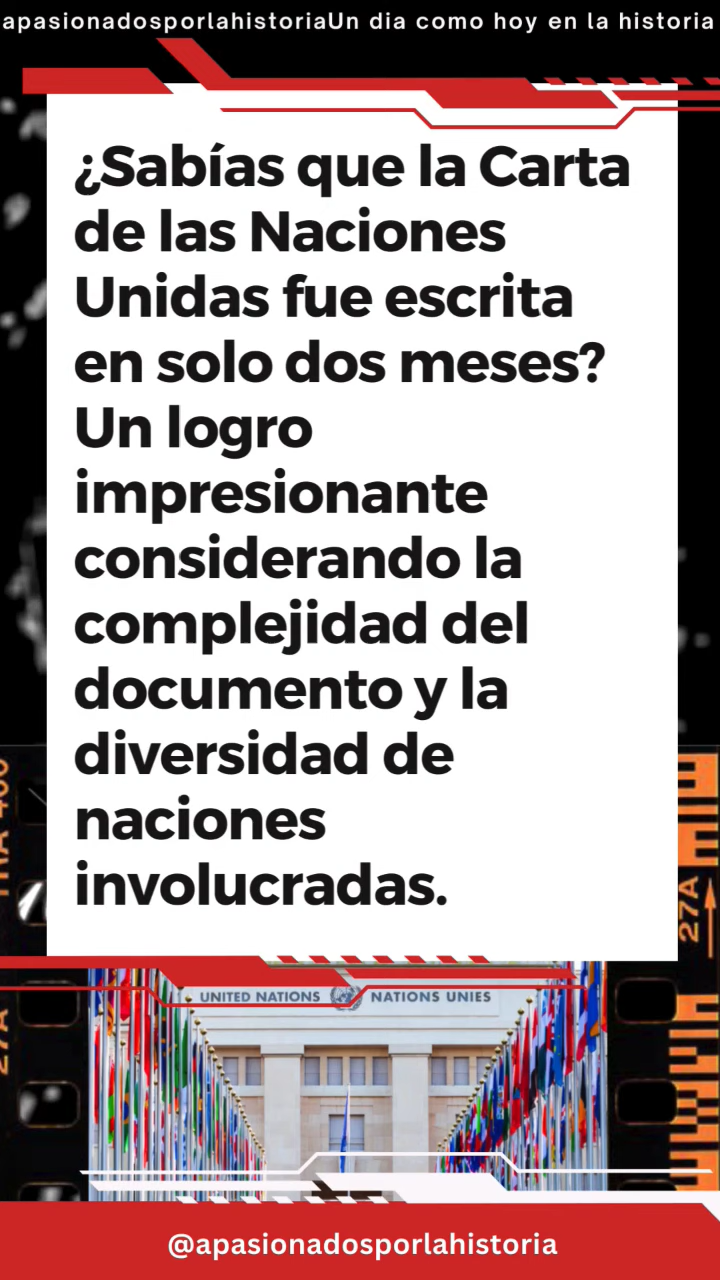 apasionadosporlahistoriaUn dia como hoy en la historia
¿Sabías que la Carta
de las Naciones
Unidas fue escrita
en solo dos meses?
Un logro
impresionante
considerando la
complejidad del
documento y la
diversidad de
naciones
involucradas.
27A
UNITED NATIONS NATIONS UNIES
27A
@apasionadosporlahistoria